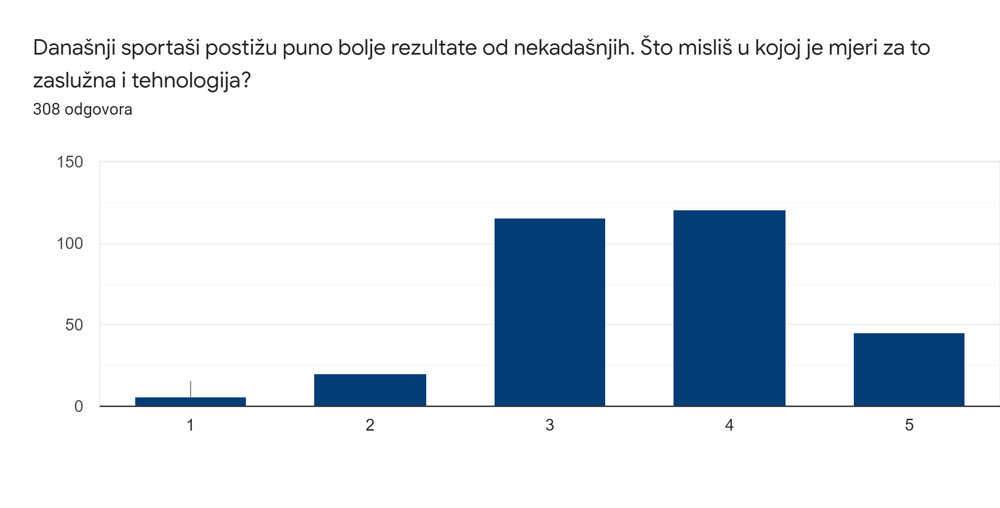 Današnji sportaši postižu puno bolje rezultate od nekadašnjih. Što misliš u kojoj je mjeri za to
zaslužna i tehnologija?
308 odgovora
150
100
50
0
1 2 3 4 5